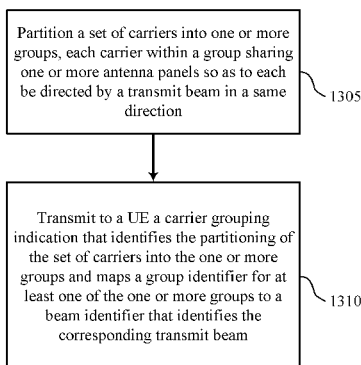 Partition a set of carriers into one or more
groups, each carrier within a group sharing
one or more antenna panels so as to each
be directed by a transmit beam in a same
direction
1305
Transmit to a UE a carrier grouping
indication that identifies the partitioning of
the set of carriers into the one or more
groups and maps a group identifier for at
least one of the one or more groups to a
beam identifier that identifies the
corresponding transmit beam
1310